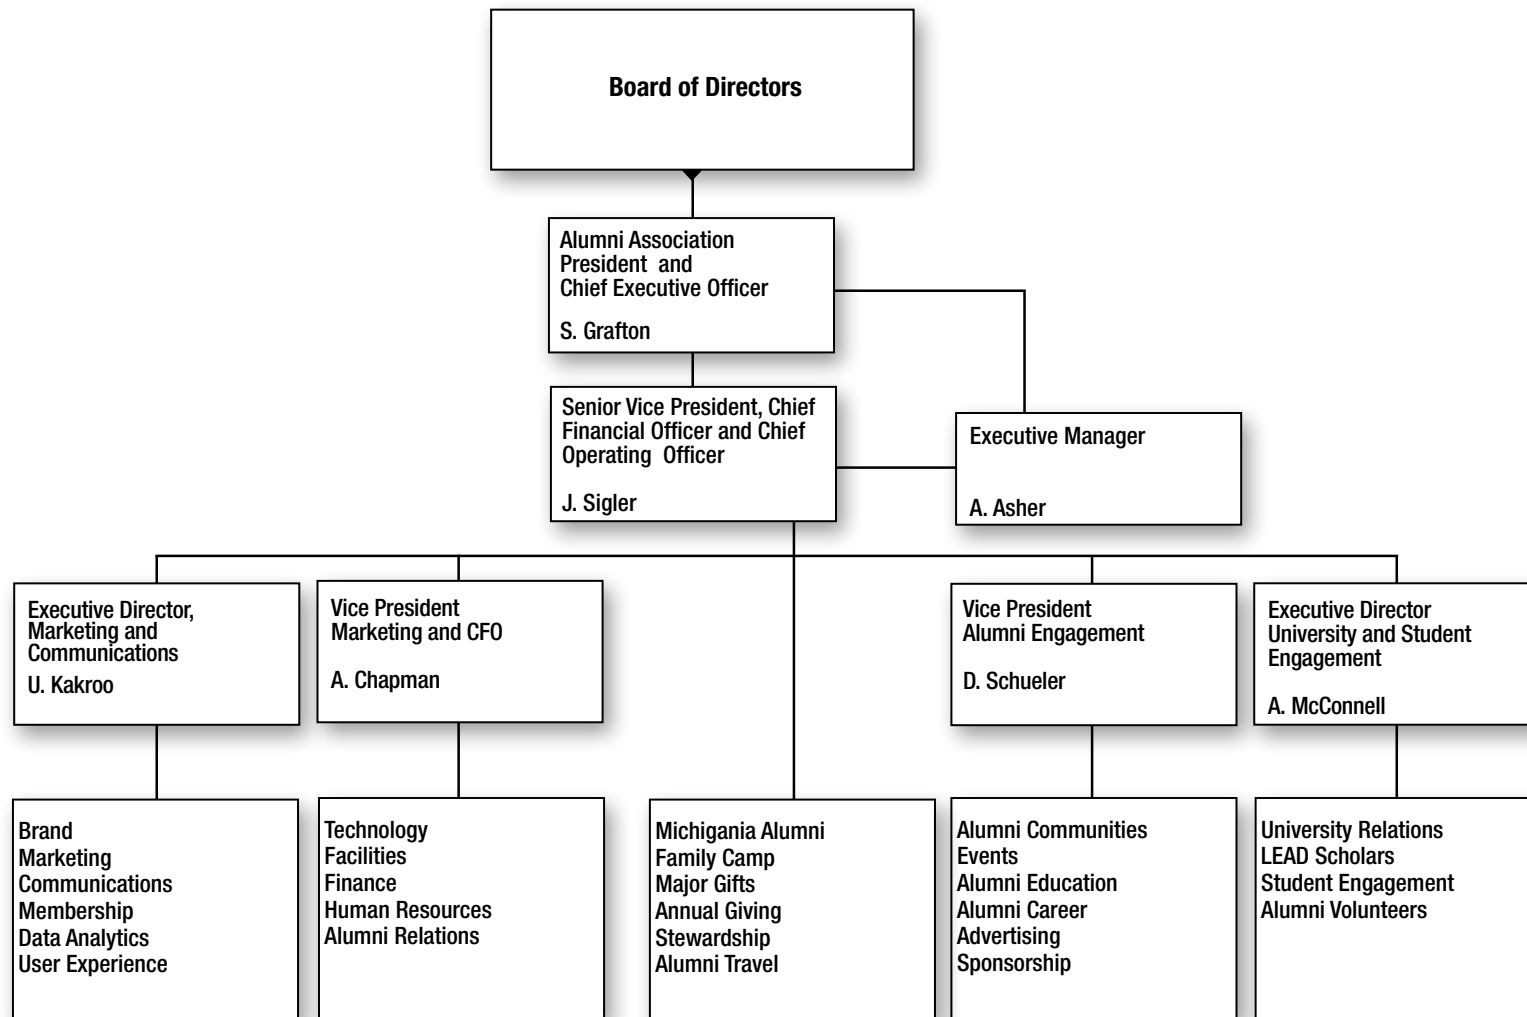 Board of Directors
Alumni Association
President and
Chief Executive Officer
S. Grafton
Senior Vice President, Chief
Financial Officer and Chief
Operating Officer
J. Sigler
Executive Manager
A. Asher
Executive Director,
Marketing and
Communications
U. Kakroo
Vice President
Marketing and CFO
A. Chapman
Vice President
Alumni Engagement
D. Schueler
Executive Director
University and Student
Engagement
A. McConnell
Brand
Marketing
Communications
Membership
Data Analytics
User Experience
Technology
Facilities
Finance
Human Resources
Alumni Relations
Michigania Alumni
Family Camp
Major Gifts
Annual Giving
Stewardship
Alumni Travel
Alumni Communities
Events
Alumni Education
Alumni Career
Advertising
Sponsorship
University Relations
LEAD Scholars
Student Engagement
Alumni Volunteers